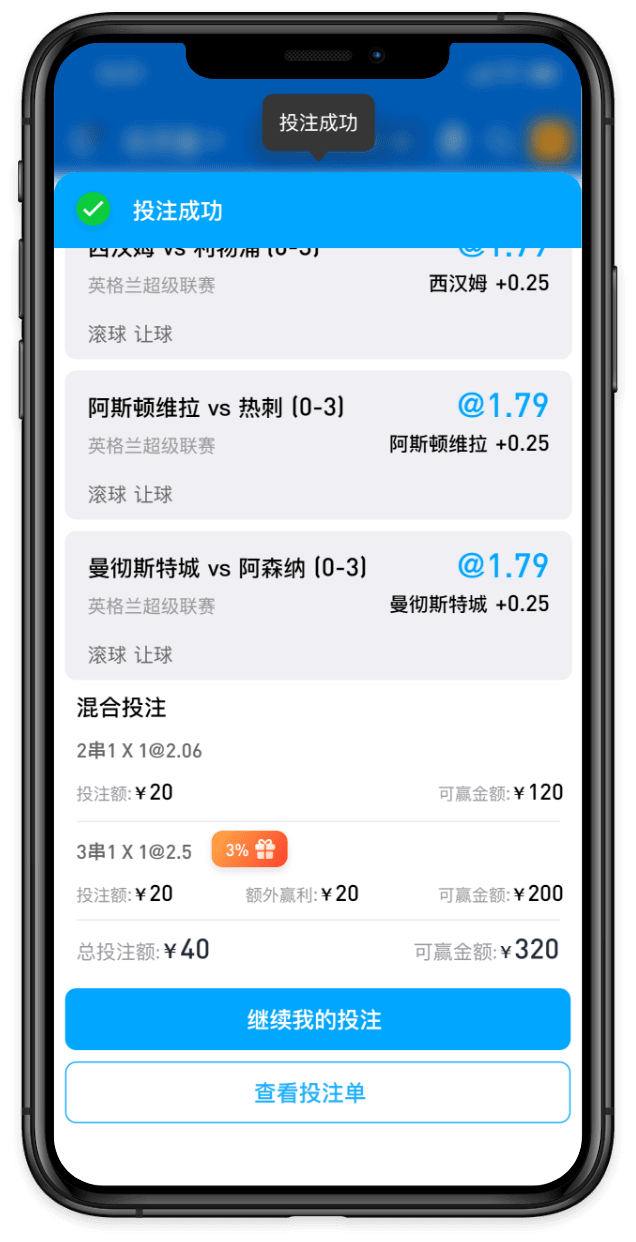 投注成功
投注成功
西汉姆 vs 利物浦 (0-3)
@1.77
英格兰超级联赛
西汉姆 +0.25
滚球 让球
阿斯顿维拉 vs 热刺 (0-3)
@1.79
英格兰超级联赛
阿斯顿维拉 +0.25
滚球 让球
曼彻斯特城 vs 阿森纳 (0-3)
@1.79
英格兰超级联赛
曼彻斯特城 +0.25
滚球 让球
混合投注
2串1 X 1@2.06
投注额:¥20
可赢金额:¥120
3串1 X 1@2.5
3%
投注额:¥20
额外赢利:¥20
可赢金额:¥200
总投注额:¥40
可赢金额:¥320
继续我的投注
查看投注单